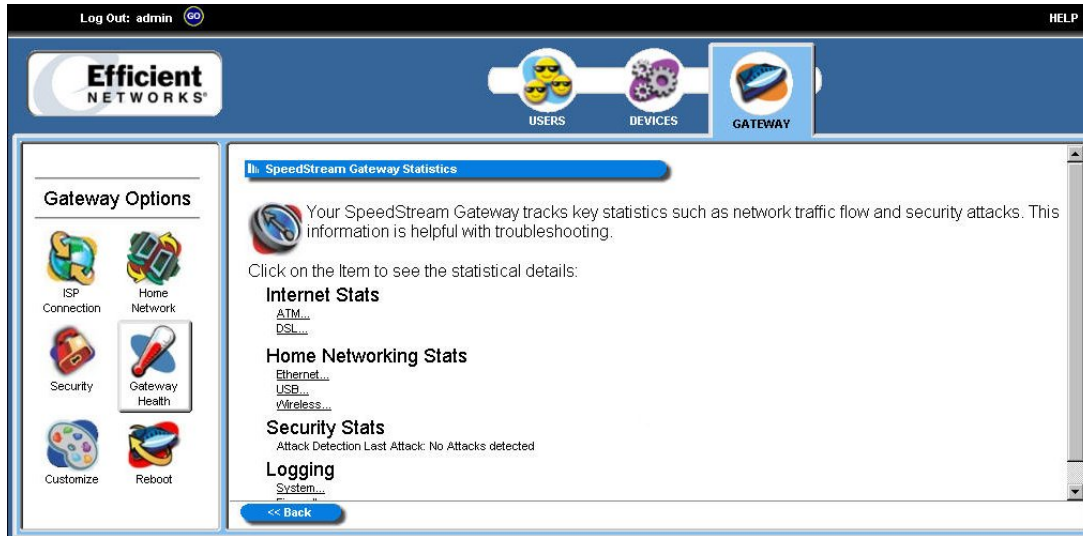 Log Out: admin GO
HELP
Efficient
NETWORKS®
USERS
DEVICES
GATEWAY
Gateway Options
ISP
Connection
Home
Network
Security
Gateway
Health
Customize
Reboot
SpeedStream Gateway Statistics
Your SpeedStream Gateway tracks key statistics such as network traffic flow and security attacks. This
information is helpful with troubleshooting.
Click on the Item to see the statistical details:
Internet Stats
ATM...
DSL...
Home Networking Stats
Ethernet...
USB...
Wireless...
Security Stats
Attack Detection Last Attack: No Attacks detected
Logging
System...
<< Back